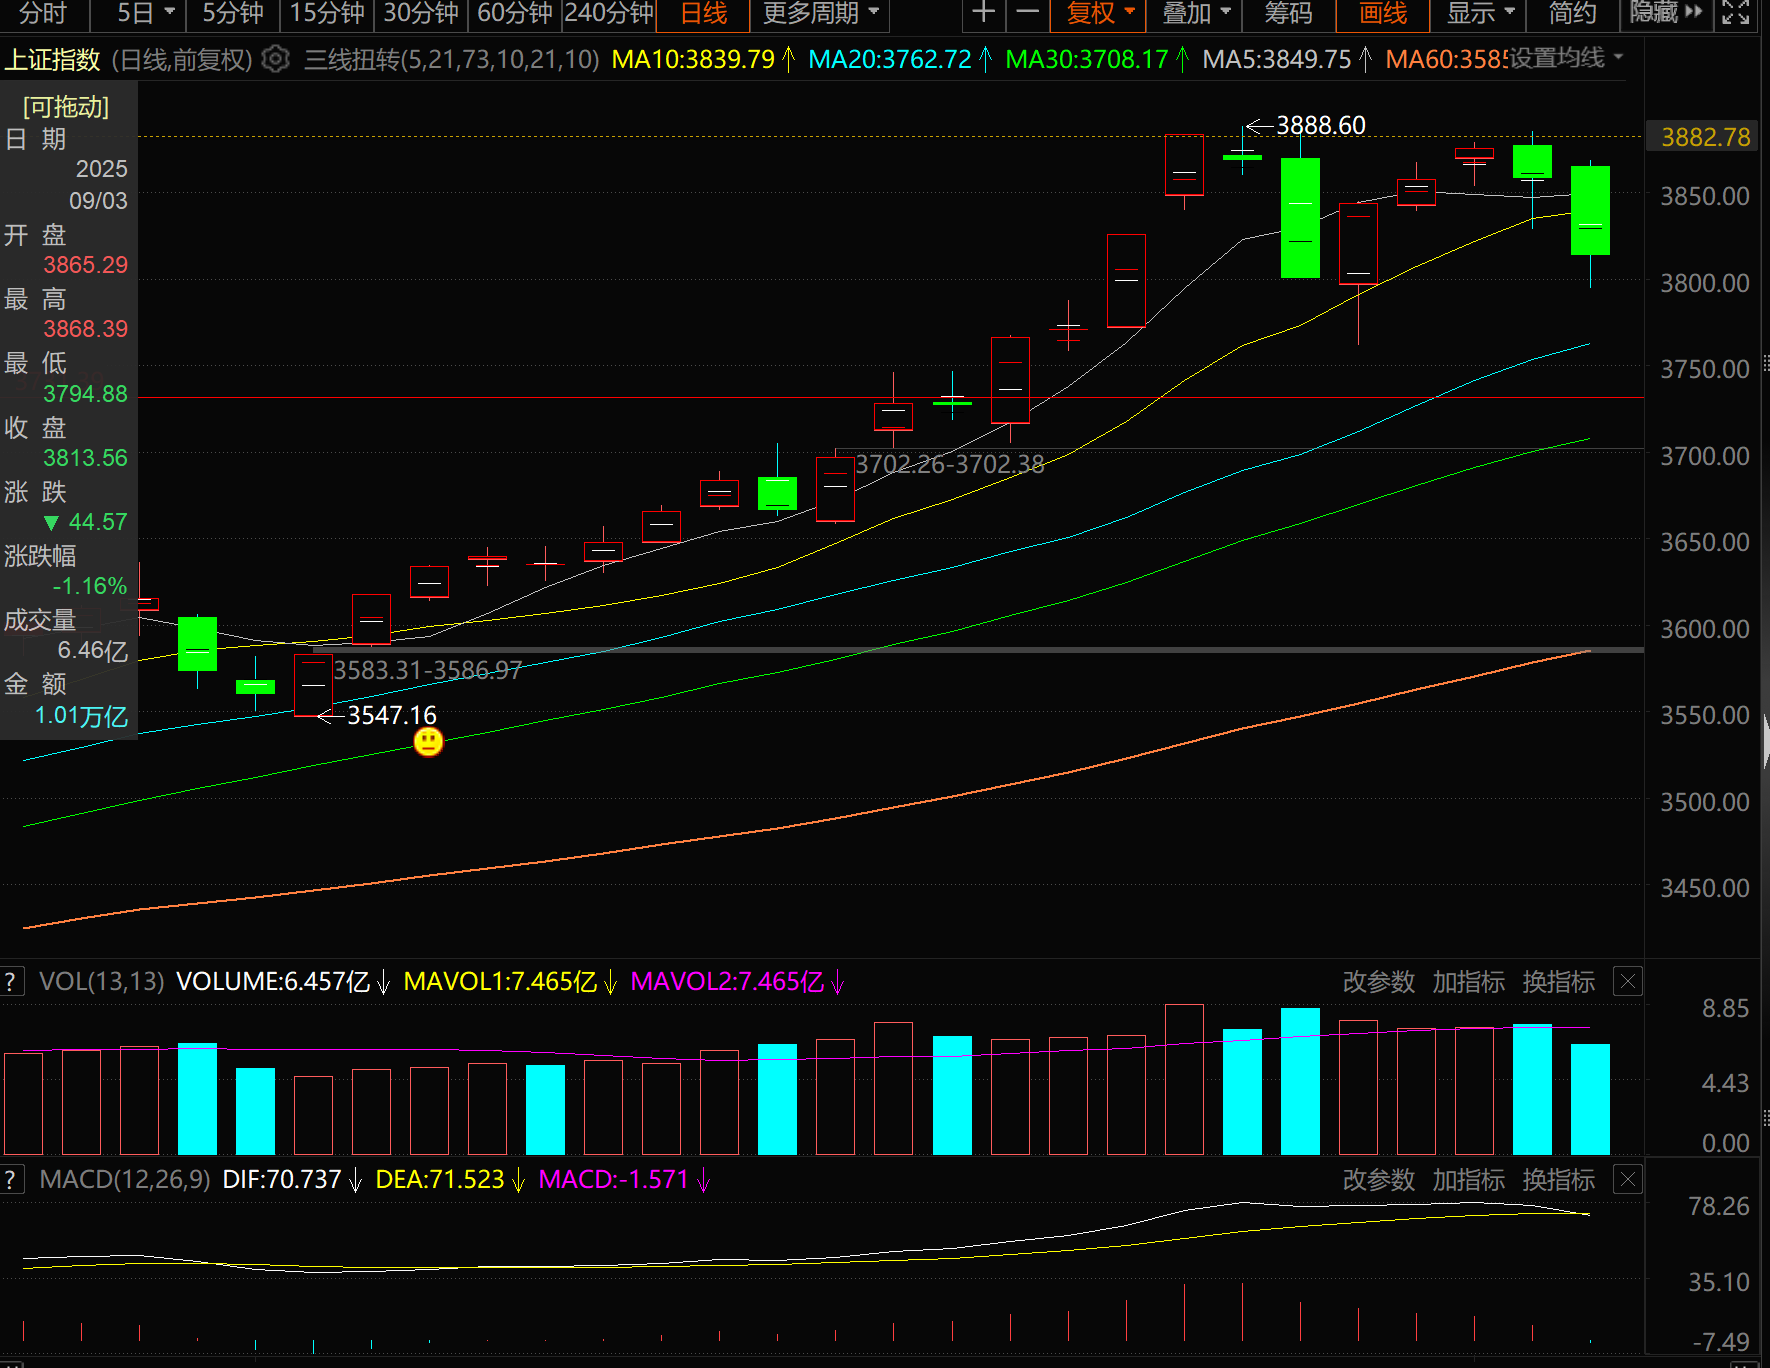 分时 5日 5分钟 15分钟 30分钟 60分钟 240分钟 日线 更多周期 复权 叠加 筹码 画线 显示 简约 隐藏
上证指数 (日线,前复权) 三线扭转(5,21,73,10,21,10) MA10:3839.79↑ MA20:3762.72↑ MA30:3708.17↑ MA5:3849.75↑ MA60:3585 设置均线
[可拖动]
日 期
2025
09/03
开 盘
3865.29
最 高
3868.39
最 低
3794.88
收 盘
3813.56
涨 跌
▼ 44.57
涨跌幅
-1.16%
成交量
6.46亿
金 额
1.01万亿
3888.60
3702.26-3702.38
3583.31-3586.97
3547.16
3882.78
3850.00
3800.00
3750.00
3700.00
3650.00
3600.00
3550.00
3500.00
3450.00
? VOL(13,13) VOLUME:6.457亿↓ MAVOL1:7.465亿↓ MAVOL2:7.465亿↓ 改参数 加指标 换指标
8.85
4.43
0.00
? MACD(12,26,9) DIF:70.737↓ DEA:71.523↓ MACD:-1.571↓ 改参数 加指标 换指标
78.26
35.10
-7.49